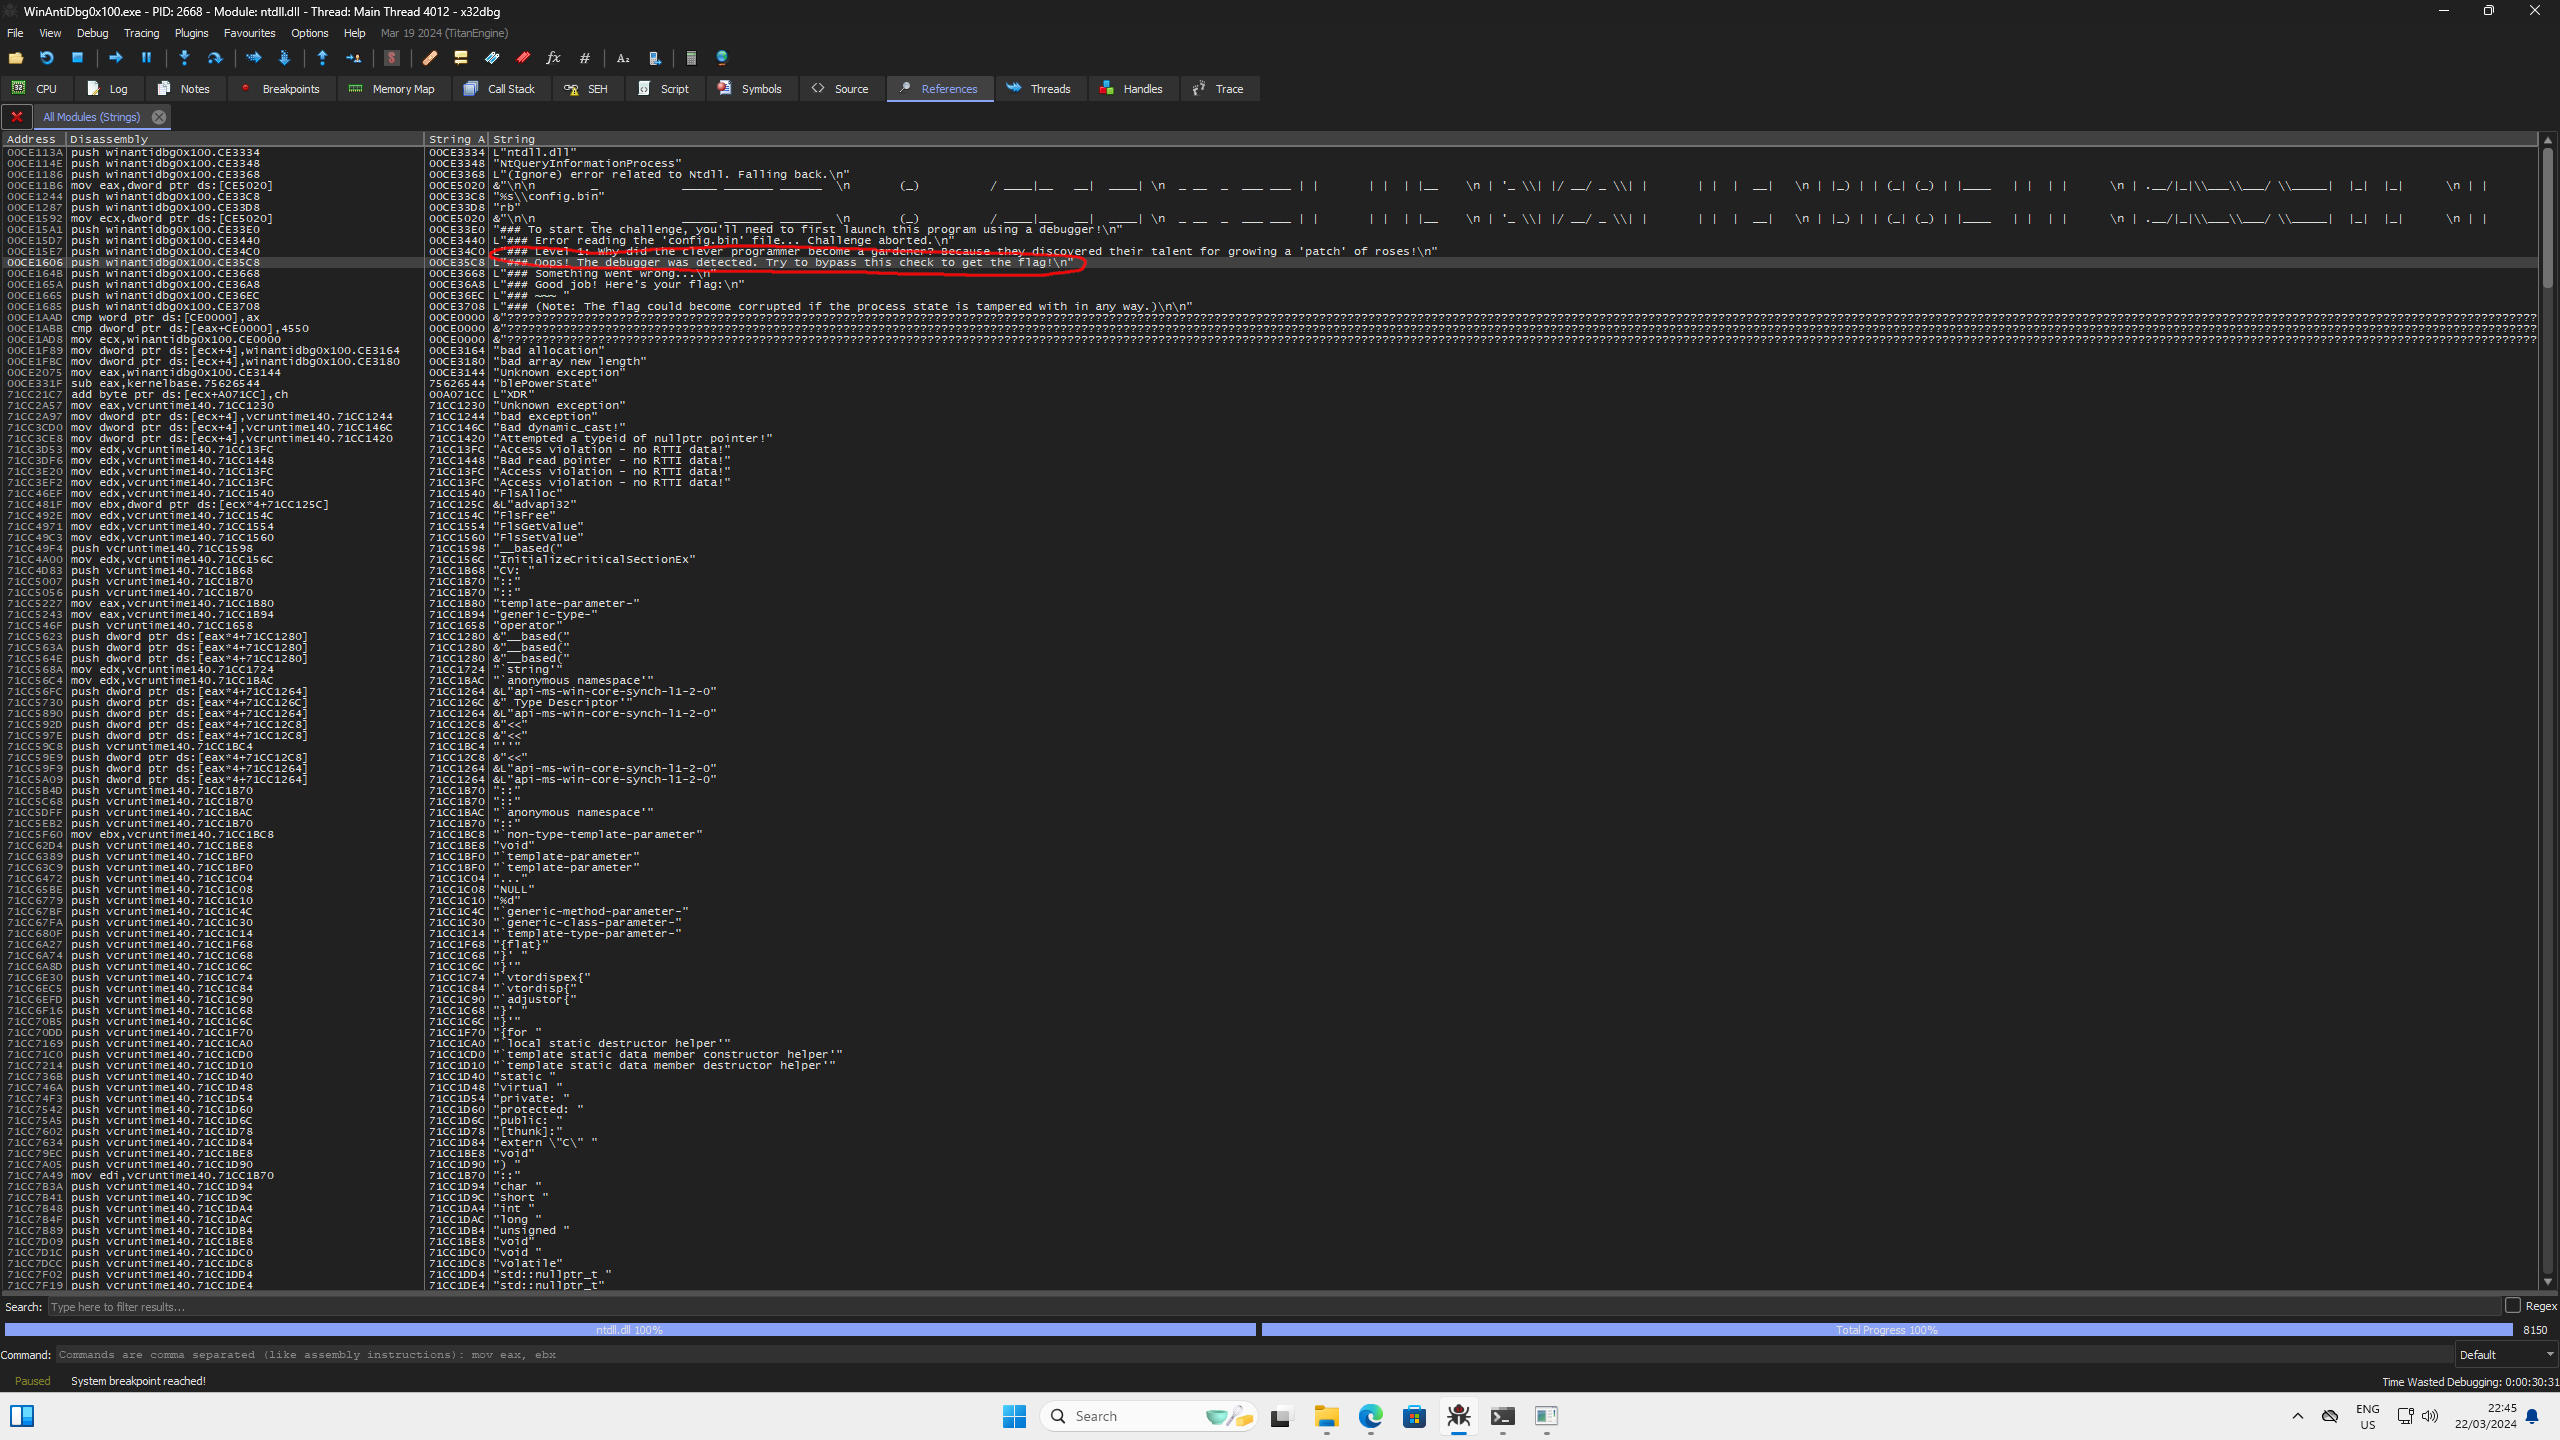 WinAntiDbg0x100.exe - PID: 2668 - Module: ntdll.dll - Thread: Main Thread 4012 - x32dbg
File View Debug Tracing Plugins Favourites Options Help Mar 19 2024 (TitanEngine)
CPU Log Notes Breakpoints Memory Map Call Stack SEH Script Symbols Source References Threads Handles Trace
All Modules (Strings)
Address Disassembly String A String
00CE113A push winantidbg0x100.CE3334 00CE3334 L"ntdll.dll"
00CE114E push winantidbg0x100.CE3348 00CE3348 "NtQueryInformationProcess"
00CE1186 push winantidbg0x100.CE3368 00CE3368 L"(Ignore) error related to Ntdll. Falling back.\n"
00CE11B6 mov eax,dword ptr ds:[CE5020] 00CE5020
00CE1244 push winantidbg0x100.CE33C8 00CE33C8 "%s\\config.bin"
00CE1287 push winantidbg0x100.CE33D8 00CE33D8 "rb"
00CE1592 mov ecx,dword ptr ds:[CE5020] 00CE5020
00CE15A1 push winantidbg0x100.CE33E0 00CE33E0 "### To start the challenge, you'll need to first launch this program using a debugger!\n"
00CE15D7 push winantidbg0x100.CE3440 00CE3440 L"### Error reading the 'config.bin' file... Challenge aborted.\n"
00CE15E7 push winantidbg0x100.CE34C0 00CE34C0 L"### Level 1: Why did the clever programmer become a gardener? Because they discovered their talent for growing a 'patch' of roses!\n"
00CE1606 push winantidbg0x100.CE35C8 00CE35C8 L"### Oops! The debugger was detected. Try to bypass this check to get the flag!\n"
00CE164B push winantidbg0x100.CE3668 00CE3668 L"### Something went wrong...\n"
00CE165A push winantidbg0x100.CE36A8 00CE36A8 L"### Good job! Here's your flag:\n"
00CE1665 push winantidbg0x100.CE36EC 00CE36EC L"### ~~~ "
00CE1685 push winantidbg0x100.CE3708 00CE3708 L"### (Note: The flag could become corrupted if the process state is tampered with in any way.)\n\n"
00CE1AAD cmp word ptr ds:[CE0000],ax 00CE0000
00CE1ABB cmp dword ptr ds:[eax+CE0000],4550 00CE0000
00CE1AD8 mov ecx,winantidbg0x100.CE0000 00CE0000
00CE1F89 mov dword ptr ds:[ecx+4],winantidbg0x100.CE3164 00CE3164 "bad allocation"
00CE1FBC mov dword ptr ds:[ecx+4],winantidbg0x100.CE3180 00CE3180 "bad array new length"
00CE2075 mov eax,winantidbg0x100.CE3144 00CE3144 "Unknown exception"
00CE331F sub eax,kernelbase.75626544 75626544 "blePowerState"
71CC21C7 add byte ptr ds:[ecx+A071CC],ch 00A071CC L"XDR"
71CC2A57 mov eax,vcruntime140.71CC1230 71CC1230 "Unknown exception"
71CC2A97 mov dword ptr ds:[ecx+4],vcruntime140.71CC1244 71CC1244 "bad exception"
71CC3CD0 mov dword ptr ds:[ecx+4],vcruntime140.71CC146C 71CC146C "Bad dynamic_cast!"
71CC3CE8 mov dword ptr ds:[ecx+4],vcruntime140.71CC1420 71CC1420 "Attempted a typeid of nullptr pointer!"
71CC3D53 mov edx,vcruntime140.71CC13FC 71CC13FC "Access violation - no RTTI data!"
71CC3DF6 mov edx,vcruntime140.71CC1448 71CC1448 "Bad read pointer - no RTTI data!"
71CC3E20 mov edx,vcruntime140.71CC13FC 71CC13FC "Access violation - no RTTI data!"
71CC3EF2 mov edx,vcruntime140.71CC13FC 71CC13FC "Access violation - no RTTI data!"
71CC46EF mov edx,vcruntime140.71CC1540 71CC1540 "FlsAlloc"
71CC481F mov ebx,dword ptr ds:[ecx*4+71CC125C] 71CC125C &L"advapi32"
71CC492E mov edx,vcruntime140.71CC154C 71CC154C "FlsFree"
71CC4971 mov edx,vcruntime140.71CC1554 71CC1554 "FlsGetValue"
71CC49C3 mov edx,vcruntime140.71CC1560 71CC1560 "FlsSetValue"
71CC49F4 push vcruntime140.71CC1598 71CC1598 "__based("
71CC4A00 mov edx,vcruntime140.71CC156C 71CC156C "InitializeCriticalSectionEx"
71CC4D83 push vcruntime140.71CC1B68 71CC1B68 "CV: "
71CC5007 push vcruntime140.71CC1B70 71CC1B70 "::"
71CC5056 push vcruntime140.71CC1B70 71CC1B70 "::"
71CC5227 mov eax,vcruntime140.71CC1B80 71CC1B80 "template-parameter-"
71CC5243 mov eax,vcruntime140.71CC1B94 71CC1B94 "generic-type-"
71CC546F push vcruntime140.71CC1658 71CC1658 "operator"
71CC5623 push dword ptr ds:[eax*4+71CC1280] 71CC1280 &"__based("
71CC563A push dword ptr ds:[eax*4+71CC1280] 71CC1280 &"__based("
71CC564E push dword ptr ds:[eax*4+71CC1280] 71CC1280 &"__based("
71CC568A mov edx,vcruntime140.71CC1724 71CC1724 "`string'"
71CC56C4 mov edx,vcruntime140.71CC1BAC 71CC1BAC "`anonymous namespace'"
71CC56FC push dword ptr ds:[eax*4+71CC1264] 71CC1264 &L"api-ms-win-core-synch-l1-2-0"
71CC5730 push dword ptr ds:[eax*4+71CC126C] 71CC126C &" Type Descriptor'"
71CC5890 push dword ptr ds:[eax*4+71CC1264] 71CC1264 &L"api-ms-win-core-synch-l1-2-0"
71CC592D push dword ptr ds:[eax*4+71CC12C8] 71CC12C8 &"<<"
71CC597E push dword ptr ds:[eax*4+71CC12C8] 71CC12C8 &"<<"
71CC59C8 push vcruntime140.71CC1BC4 71CC1BC4 "''"
71CC59E9 push dword ptr ds:[eax*4+71CC12C8] 71CC12C8 &"<<"
71CC59F9 push dword ptr ds:[eax*4+71CC1264] 71CC1264 &L"api-ms-win-core-synch-l1-2-0"
71CC5A09 push dword ptr ds:[eax*4+71CC1264] 71CC1264 &L"api-ms-win-core-synch-l1-2-0"
71CC5B4D push vcruntime140.71CC1B70 71CC1B70 "::"
71CC5C68 push vcruntime140.71CC1B70 71CC1B70 "::"
71CC5DFF push vcruntime140.71CC1BAC 71CC1BAC "`anonymous namespace'"
71CC5EB2 push vcruntime140.71CC1B70 71CC1B70 "::"
71CC5F60 mov ebx,vcruntime140.71CC1BC8 71CC1BC8 "`non-type-template-parameter"
71CC62D4 push vcruntime140.71CC1BE8 71CC1BE8 "void"
71CC6389 push vcruntime140.71CC1BF0 71CC1BF0 "`template-parameter"
71CC63C9 push vcruntime140.71CC1BF0 71CC1BF0 "`template-parameter"
71CC6472 push vcruntime140.71CC1C04 71CC1C04 "..."
71CC65BE push vcruntime140.71CC1C08 71CC1C08 "NULL"
71CC6779 push vcruntime140.71CC1C10 71CC1C10 "%d"
71CC67BF push vcruntime140.71CC1C4C 71CC1C4C "`generic-method-parameter-"
71CC67FA push vcruntime140.71CC1C30 71CC1C30 "`generic-class-parameter-"
71CC680F push vcruntime140.71CC1C14 71CC1C14 "`template-type-parameter-"
71CC6A27 push vcruntime140.71CC1F68 71CC1F68 "{flat}"
71CC6A74 push vcruntime140.71CC1C68 71CC1C68 "}' "
71CC6A8D push vcruntime140.71CC1C6C 71CC1C6C "}'"
71CC6E30 push vcruntime140.71CC1C74 71CC1C74 "`vtordispex{"
71CC6EC5 push vcruntime140.71CC1C84 71CC1C84 "`vtordisp{"
71CC6EFD push vcruntime140.71CC1C90 71CC1C90 "`adjustor{"
71CC6F16 push vcruntime140.71CC1C68 71CC1C68 "}' "
71CC70B5 push vcruntime140.71CC1C6C 71CC1C6C "}'"
71CC70DD push vcruntime140.71CC1F70 71CC1F70 "{for "
71CC7169 push vcruntime140.71CC1CA0 71CC1CA0 "`local static destructor helper'"
71CC71C0 push vcruntime140.71CC1CD0 71CC1CD0 "`template static data member constructor helper'"
71CC7214 push vcruntime140.71CC1D10 71CC1D10 "`template static data member destructor helper'"
71CC736B push vcruntime140.71CC1D40 71CC1D40 "static "
71CC746A push vcruntime140.71CC1D48 71CC1D48 "virtual "
71CC74F3 push vcruntime140.71CC1D54 71CC1D54 "private: "
71CC7542 push vcruntime140.71CC1D60 71CC1D60 "protected: "
71CC75A5 push vcruntime140.71CC1D6C 71CC1D6C "public: "
71CC7602 push vcruntime140.71CC1D78 71CC1D78 "[thunk]:"
71CC7634 push vcruntime140.71CC1D84 71CC1D84 "extern \"C\" "
71CC79EC push vcruntime140.71CC1BE8 71CC1BE8 "void"
71CC7A05 push vcruntime140.71CC1D90 71CC1D90 ") "
71CC7A49 mov edi,vcruntime140.71CC1B70 71CC1B70 "::"
71CC7B3A push vcruntime140.71CC1D94 71CC1D94 "char "
71CC7B41 push vcruntime140.71CC1D9C 71CC1D9C "short "
71CC7B48 push vcruntime140.71CC1DA4 71CC1DA4 "int "
71CC7B4F push vcruntime140.71CC1DAC 71CC1DAC "long "
71CC7B89 push vcruntime140.71CC1DB4 71CC1DB4 "unsigned "
71CC7D09 push vcruntime140.71CC1BE8 71CC1BE8 "void"
71CC7D1C push vcruntime140.71CC1DC0 71CC1DC0 "void "
71CC7DCC push vcruntime140.71CC1DC8 71CC1DC8 "volatile"
71CC7F02 push vcruntime140.71CC1DD4 71CC1DD4 "std::nullptr_t "
71CC7F19 push vcruntime140.71CC1DE4 71CC1DE4 "std::nullptr_t"
Search: Type here to filter results... Regex
ntdll.dll 100% Total Progress 100% 8150
Command: Commands are comma separated (like assembly instructions): mov eax, ebx Default
Paused System breakpoint reached! Time Wasted Debugging: 0:00:30:31
Search ENG US 22:45 22/03/2024